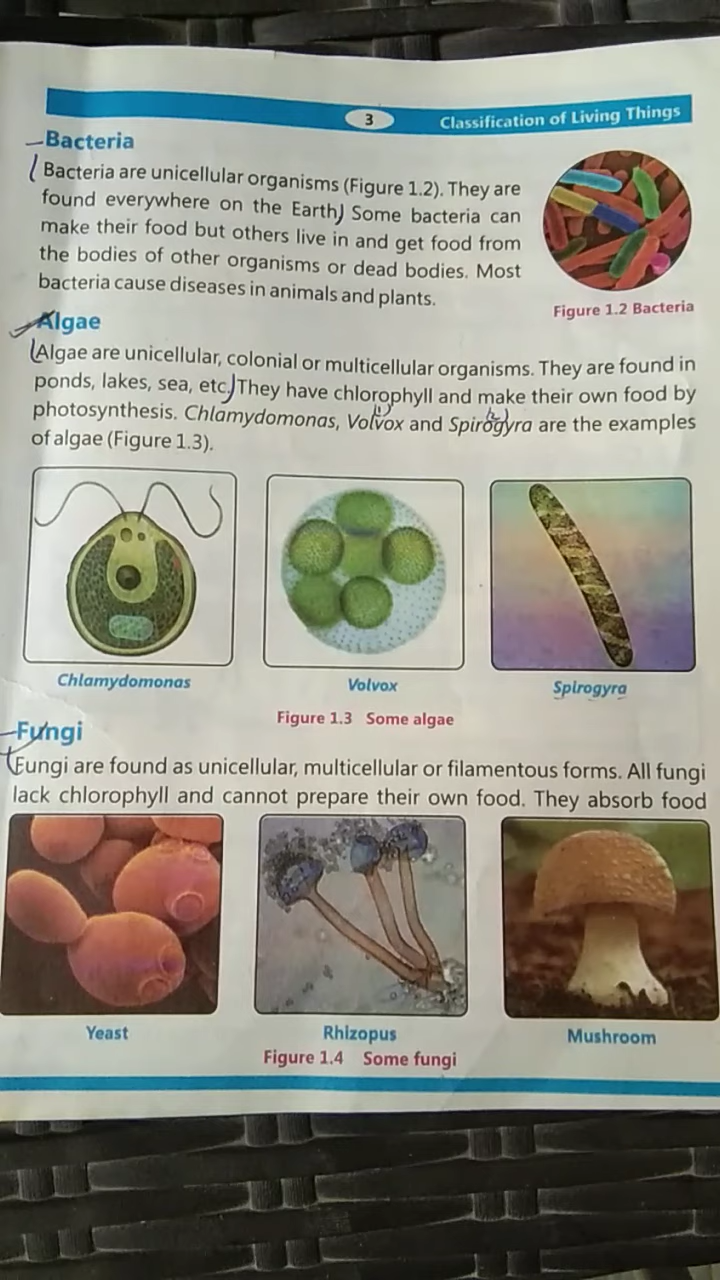 3 Classification of Living Things
Bacteria
Bacteria are unicellular organisms (Figure 1.2). They are
found everywhere on the Earth) Some bacteria can
make their food but others live in and get food from
the bodies of other organisms or dead bodies. Most
bacteria cause diseases in animals and plants.
Figure 1.2 Bacteria
Algae
(Algae are unicellular, colonial or multicellular organisms. They are found in
ponds, lakes, sea, etc.) They have chlorophyll and make their own food by
photosynthesis. Chlamydomonas, Volvox and Spirogyra are the examples
of algae (Figure 1.3).
Chlamydomonas
Volvox
Spirogyra
Figure 1.3 Some algae
Fungi
(Fungi are found as unicellular, multicellular or filamentous forms. All fungi
lack chlorophyll and cannot prepare their own food. They absorb food
Yeast
Rhizopus
Mushroom
Figure 1.4 Some fungi